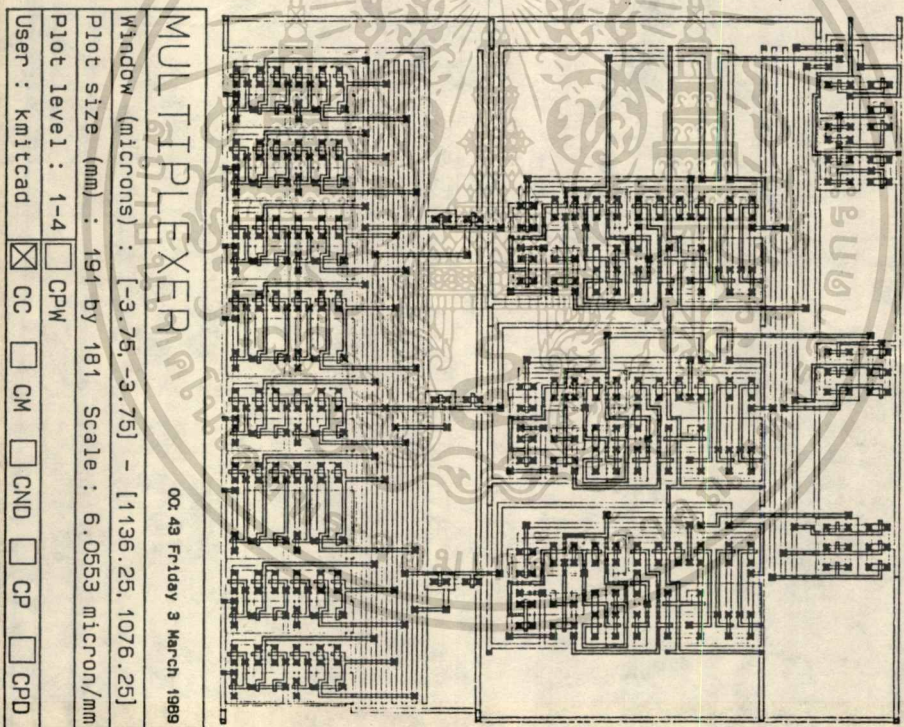 MULTIPLEXER 00:43 Friday 3 March 1989
Window (microns) : [-3.75, -3.75] - [1136.25, 1076.25]
Plot size (mm) : 191 by 181 Scale : 6.0553 micron/mm
Plot level : 1-4 CPW
User : kmitcad CC CM CND CP CPD